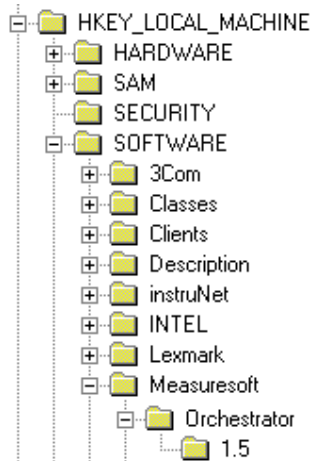 HKEY_LOCAL_MACHINE
HARDWARE
SAM
SECURITY
SOFTWARE
3Com
Classes
Clients
Description
instruNet
INTEL
Lexmark
Measuresoft
Orchestrator
1.5